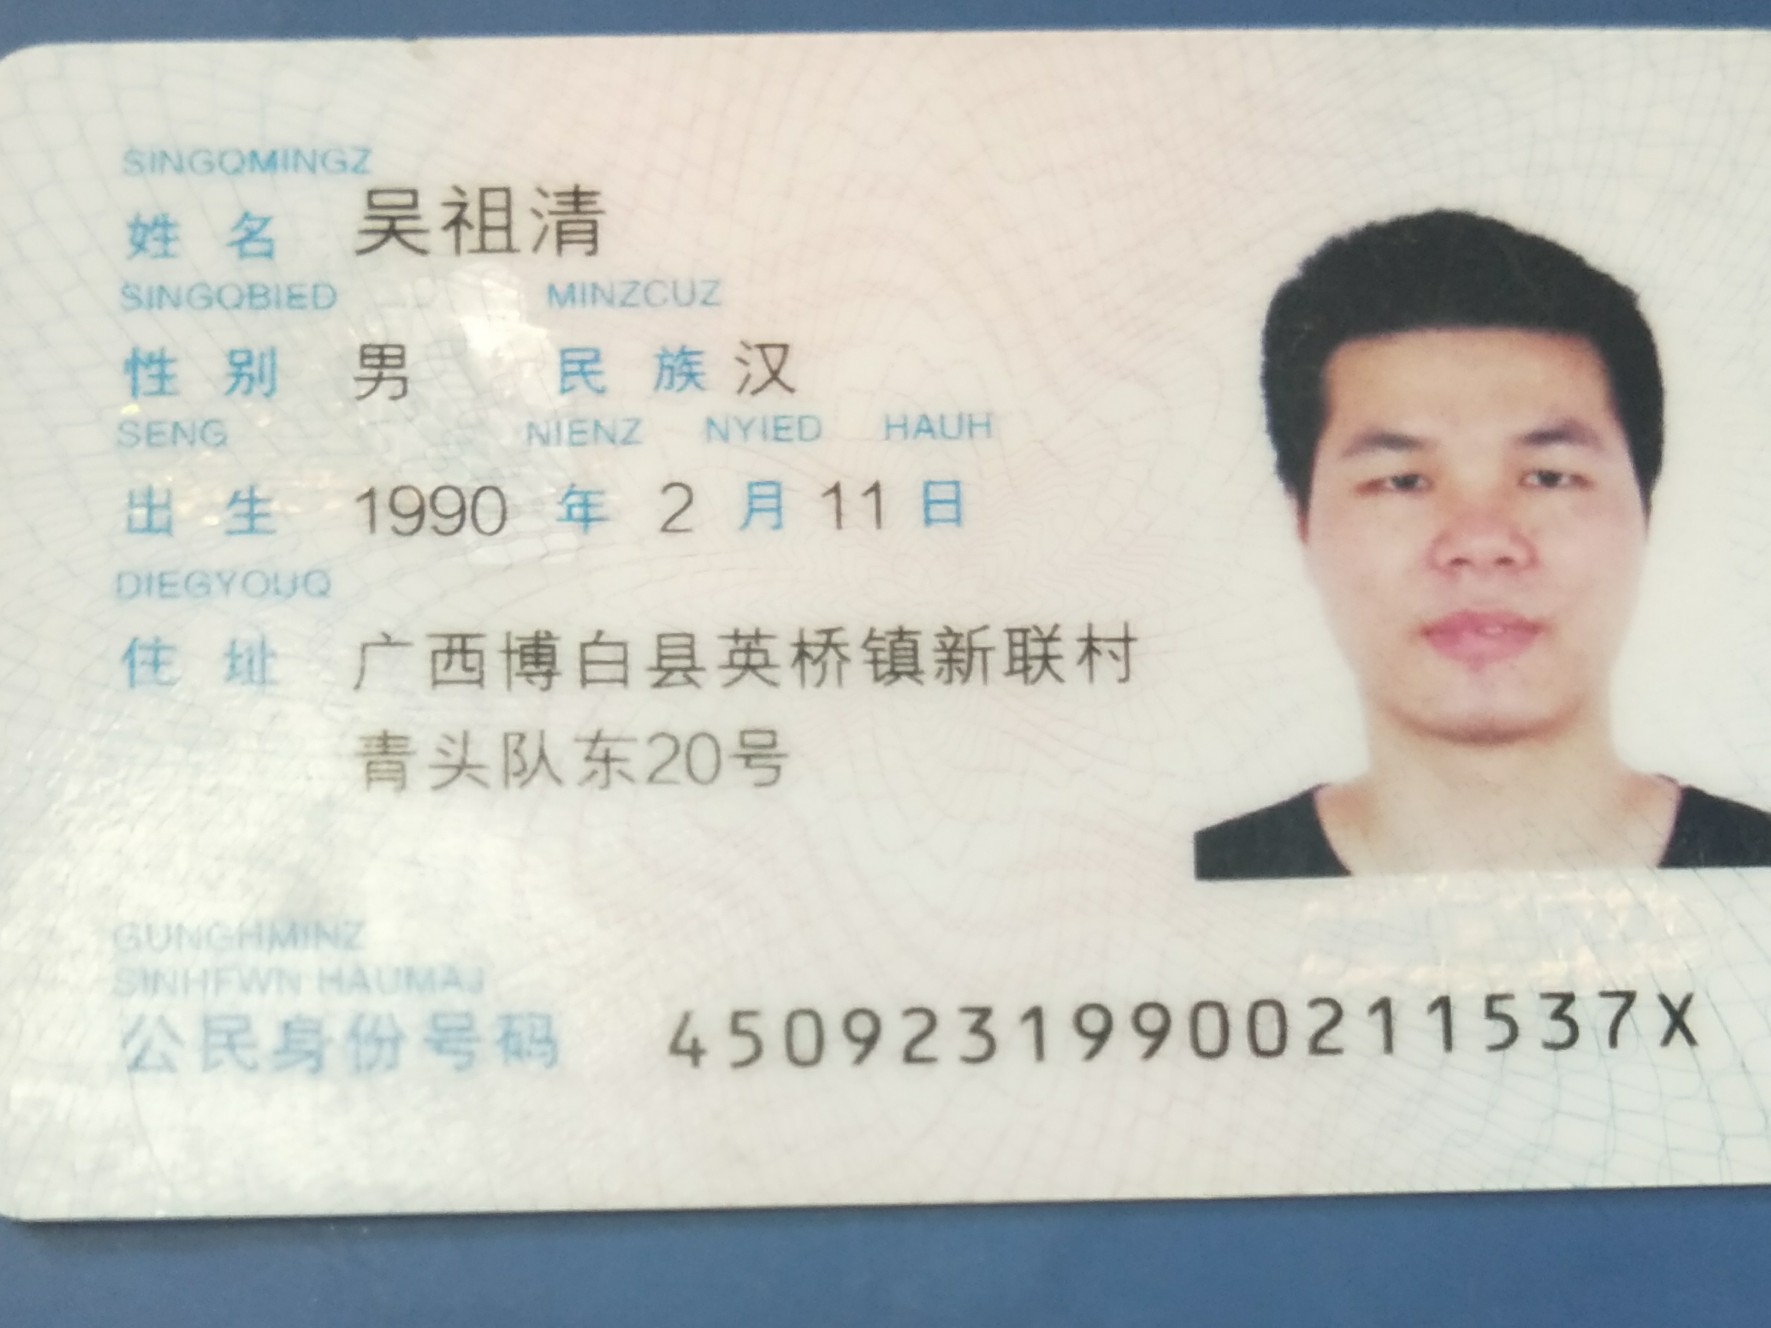 SINGQMINGZ
姓 名 吴祖清
SINGQBIED MINZCUZ
性 别 男 民 族 汉
SENG NIENZ NYIED HAUH
出 生 1990 年 2 月 11 日
DIEGYOUQ
住 址 广西博白县英桥镇新联村
青头队东20号
GUNGHMINZ
SINHFWN HAUMAJ
公民身份号码 45092319900211537X